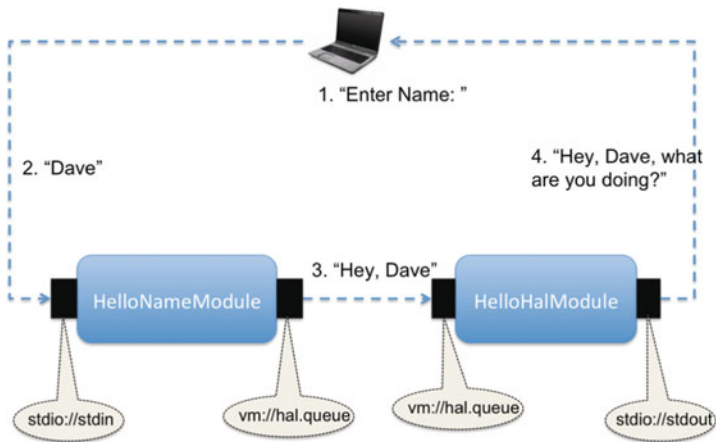 1. “Enter Name: ”
2. “Dave”
4. “Hey, Dave, what
are you doing?”
3. “Hey, Dave”
HelloNameModule
HelloHalModule
stdio://stdin
vm://hal.queue
vm://hal.queue
stdio://stdout